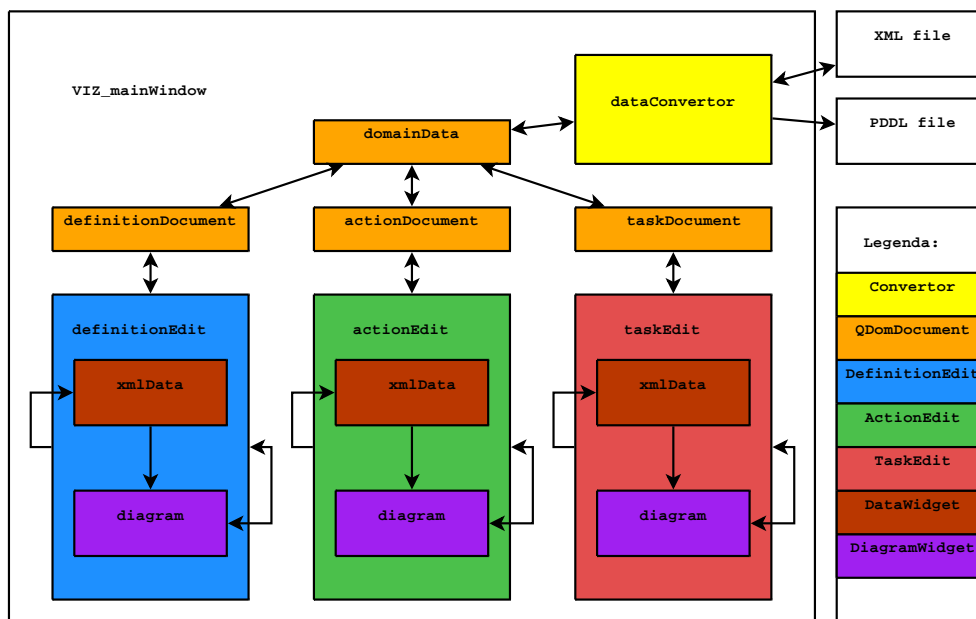 XML file
VIZ_mainWindow
dataConvertor
PDDL file
domainData
definitionDocument
actionDocument
taskDocument
Legenda:
Convertor
definitionEdit
actionEdit
taskEdit
QDomDocument
xmlData
xmlData
xmlData
DefinitionEdit
ActionEdit
TaskEdit
diagram
diagram
diagram
DataWidget
DiagramWidget